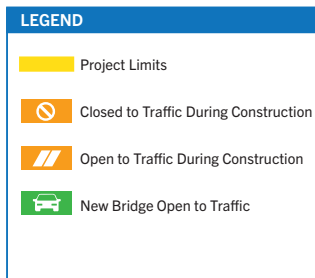 LEGEND
Project Limits
Closed to Traffic During Construction
Open to Traffic During Construction
New Bridge Open to Traffic